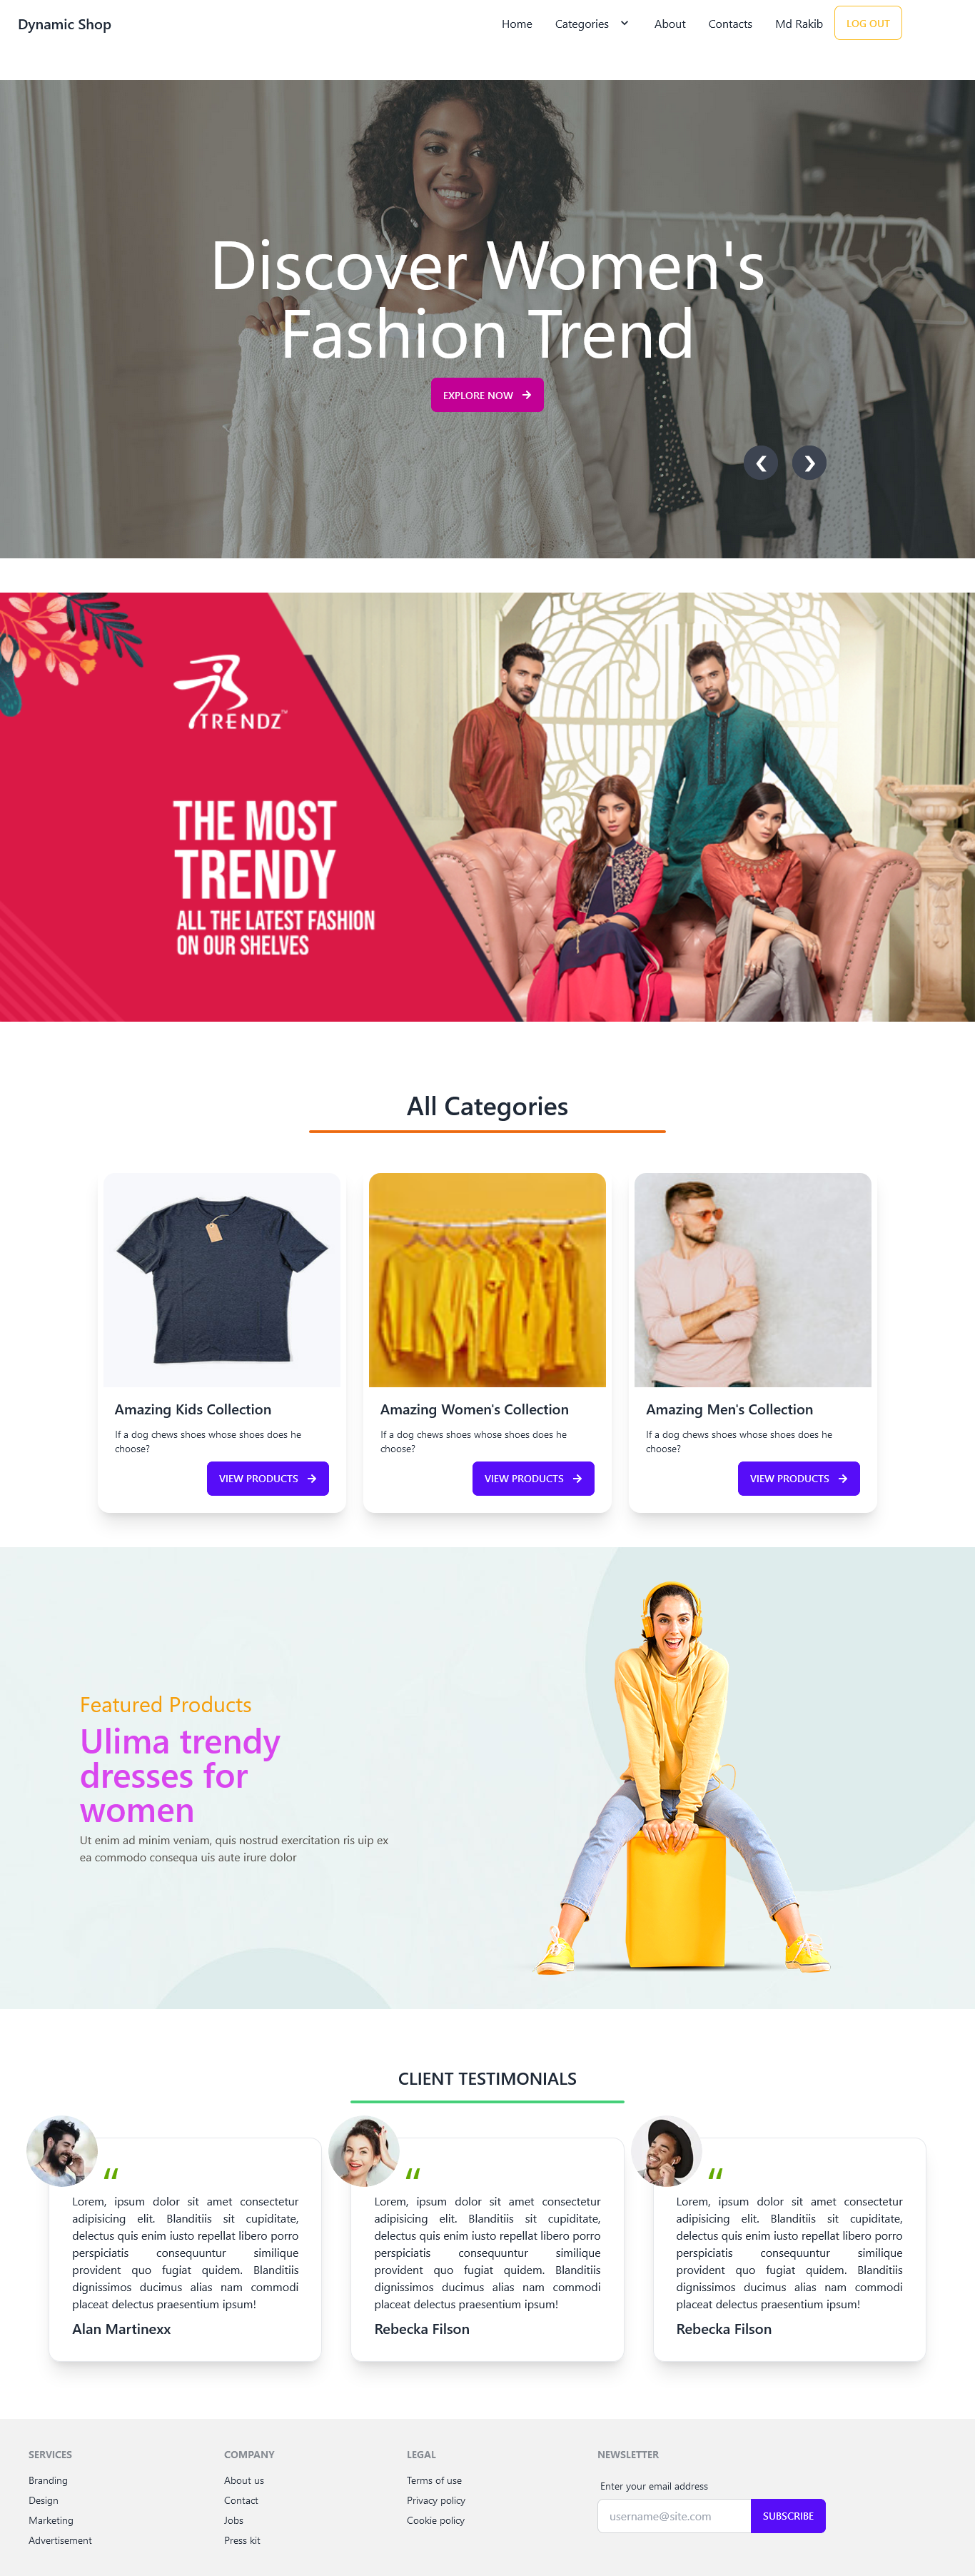 Dynamic Shop
Home
Categories
About
Contacts
Md Rakib
LOG OUT
Discover Women's
Fashion Trend
EXPLORE NOW
TRENDZ™
THE MOST
TRENDY
ALL THE LATEST FASHION
ON OUR SHELVES
All Categories
Amazing Kids Collection
If a dog chews shoes whose shoes does he
choose?
VIEW PRODUCTS
Amazing Women's Collection
If a dog chews shoes whose shoes does he
choose?
VIEW PRODUCTS
Amazing Men's Collection
If a dog chews shoes whose shoes does he
choose?
VIEW PRODUCTS
Featured Products
Ulima trendy
dresses for
women
Ut enim ad minim veniam, quis nostrud exercitation ris uip ex
ea commodo consequa uis aute irure dolor
CLIENT TESTIMONIALS
“
Lorem, ipsum dolor sit amet consectetur
adipisicing elit. Blanditiis sit cupiditate,
delectus quis enim iusto repellat libero porro
perspiciatis consequuntur similique
provident quo fugiat quidem. Blanditiis
dignissimos ducimus alias nam commodi
placeat delectus praesentium ipsum!
Alan Martinexx
“
Lorem, ipsum dolor sit amet consectetur
adipisicing elit. Blanditiis sit cupiditate,
delectus quis enim iusto repellat libero porro
perspiciatis consequuntur similique
provident quo fugiat quidem. Blanditiis
dignissimos ducimus alias nam commodi
placeat delectus praesentium ipsum!
Rebecka Filson
“
Lorem, ipsum dolor sit amet consectetur
adipisicing elit. Blanditiis sit cupiditate,
delectus quis enim iusto repellat libero porro
perspiciatis consequuntur similique
provident quo fugiat quidem. Blanditiis
dignissimos ducimus alias nam commodi
placeat delectus praesentium ipsum!
Rebecka Filson
SERVICES
Branding
Design
Marketing
Advertisement
COMPANY
About us
Contact
Jobs
Press kit
LEGAL
Terms of use
Privacy policy
Cookie policy
NEWSLETTER
Enter your email address
username@site.com
SUBSCRIBE